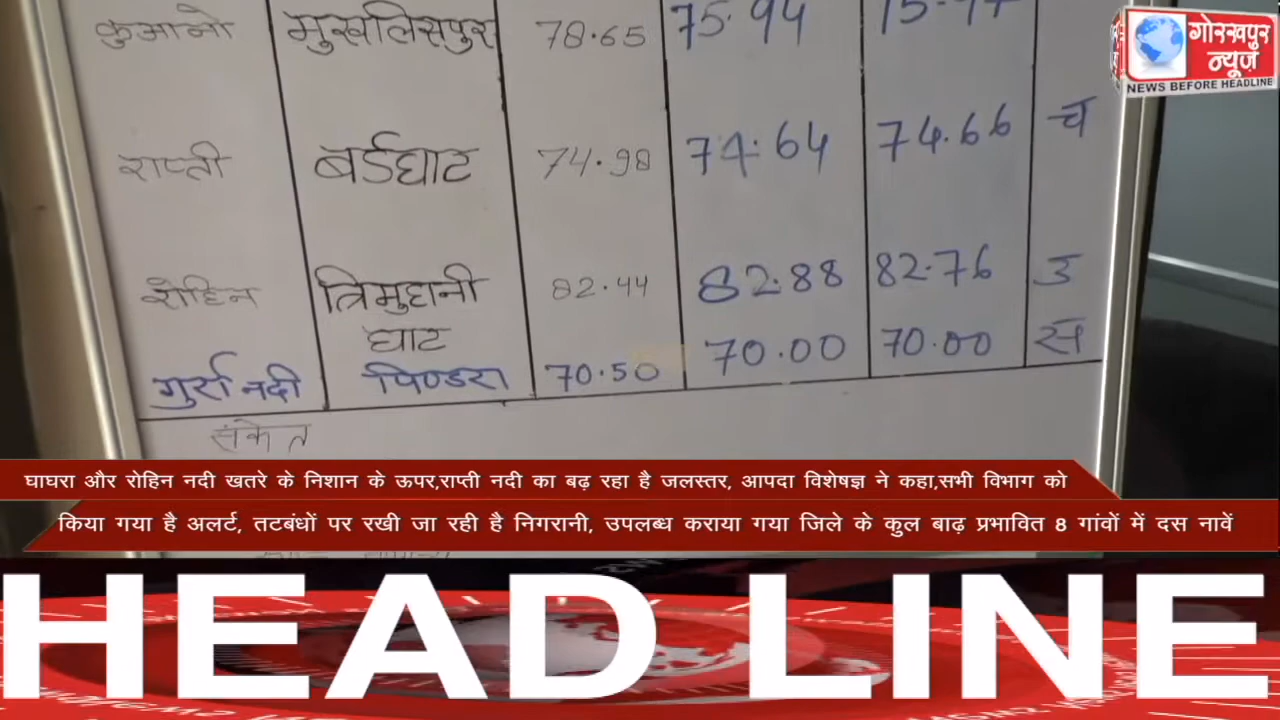 कुआनो मुखलिसपुर 78.65 75.94
राप्ती बर्डघाट 74.98 74.64 74.66 च
रोहिन त्रिमुहानी घाट 82.44 82.88 82.76 उ
गुर्रा नदी पिण्डरा 70.50 70.00 70.00 स
संकेत
गोरखपुर
न्यूज़
NEWS BEFORE HEADLINE
घाघरा और रोहिन नदी खतरे के निशान के ऊपर,राप्ती नदी का बढ़ रहा है जलस्तर, आपदा विशेषज्ञ ने कहा,सभी विभाग को
किया गया है अलर्ट, तटबंधों पर रखी जा रही है निगरानी, उपलब्ध कराया गया जिले के कुल बाढ़ प्रभावित 8 गांवों में दस नावें
HEAD LINE